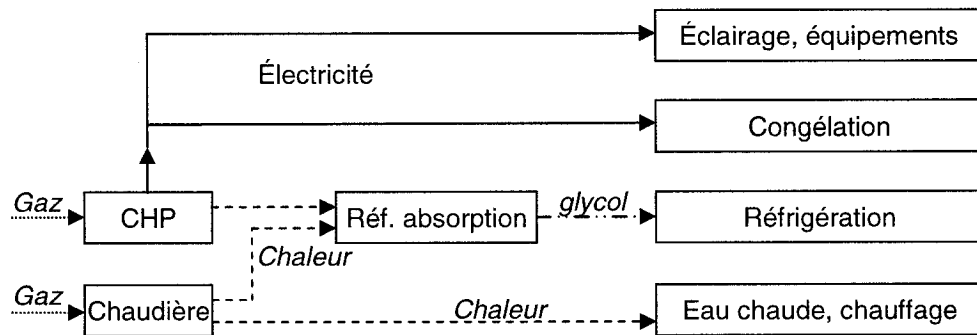 Éclairage, équipements
Électricité
Congélation
Gaz
CHP
Réf. absorption
glycol
Réfrigération
Chaleur
Gaz
Chaudière
Chaleur
Eau chaude, chauffage